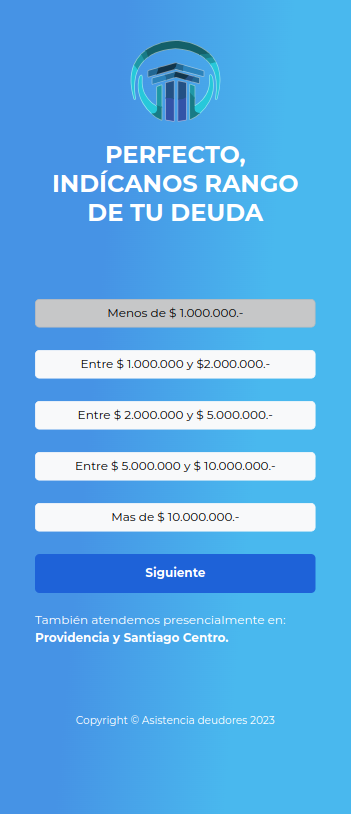 PERFECTO,
INDÍCANOS RANGO
DE TU DEUDA
Menos de $ 1.000.000.-
Entre $ 1.000.000 y $2.000.000.-
Entre $ 2.000.000 y $ 5.000.000.-
Entre $ 5.000.000 y $ 10.000.000.-
Mas de $ 10.000.000.-
Siguiente
También atendemos presencialmente en:
Providencia y Santiago Centro.
Copyright © Asistencia deudores 2023